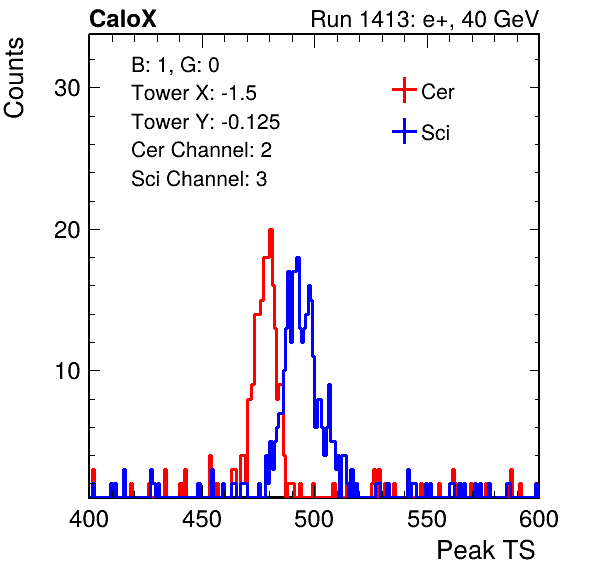 CaloX Run 1413: e+, 40 GeV
Counts
B: 1, G: 0
Tower X: -1.5
Tower Y: -0.125
Cer Channel: 2
Sci Channel: 3
Cer
Sci
30
20
10
400 450 500 550 600
Peak TS